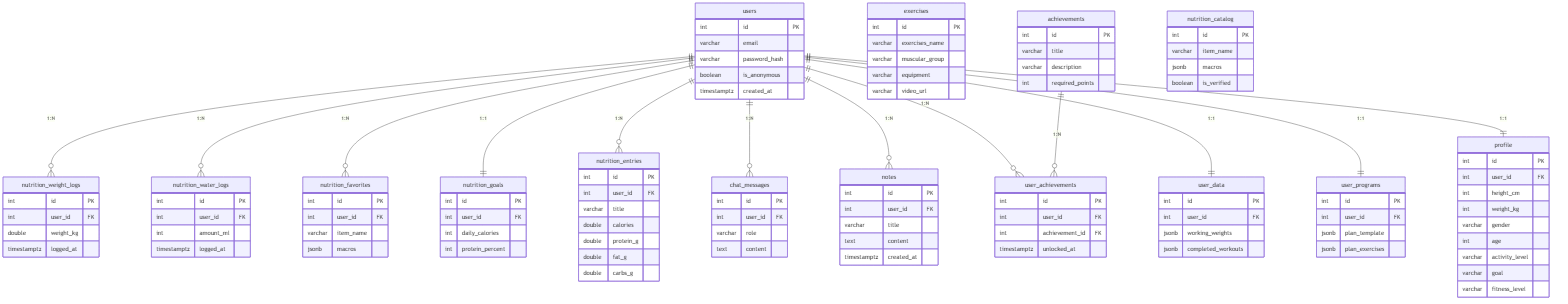 users
int id PK
varchar email
varchar password_hash
boolean is_anonymous
timestamptz created_at
exercises
int id PK
varchar exercises_name
varchar muscular_group
varchar equipment
varchar video_url
achievements
int id PK
varchar title
varchar description
int required_points
nutrition_catalog
int id PK
varchar item_name
jsonb macros
boolean is_verified
1:N
1:N
1:N
1:N
1:1
1:N
1:N
1:N
1:N
1:1
1:1
1:1
nutrition_weight_logs
int id PK
int user_id FK
double weight_kg
timestamptz logged_at
nutrition_water_logs
int id PK
int user_id FK
int amount_ml
timestamptz logged_at
nutrition_favorites
int id PK
int user_id FK
varchar item_name
jsonb macros
nutrition_goals
int id PK
int user_id FK
int daily_calories
int protein_percent
nutrition_entries
int id PK
int user_id FK
varchar title
double calories
double protein_g
double fat_g
double carbs_g
chat_messages
int id PK
int user_id FK
varchar role
text content
notes
int id PK
int user_id FK
varchar title
text content
timestamptz created_at
user_achievements
int id PK
int user_id FK
int achievement_id FK
timestamptz unlocked_at
user_data
int id PK
int user_id FK
jsonb working_weights
jsonb completed_workouts
user_programs
int id PK
int user_id FK
jsonb plan_template
jsonb plan_exercises
profile
int id PK
int user_id FK
int height_cm
int weight_kg
varchar gender
int age
varchar activity_level
varchar goal
varchar fitness_level